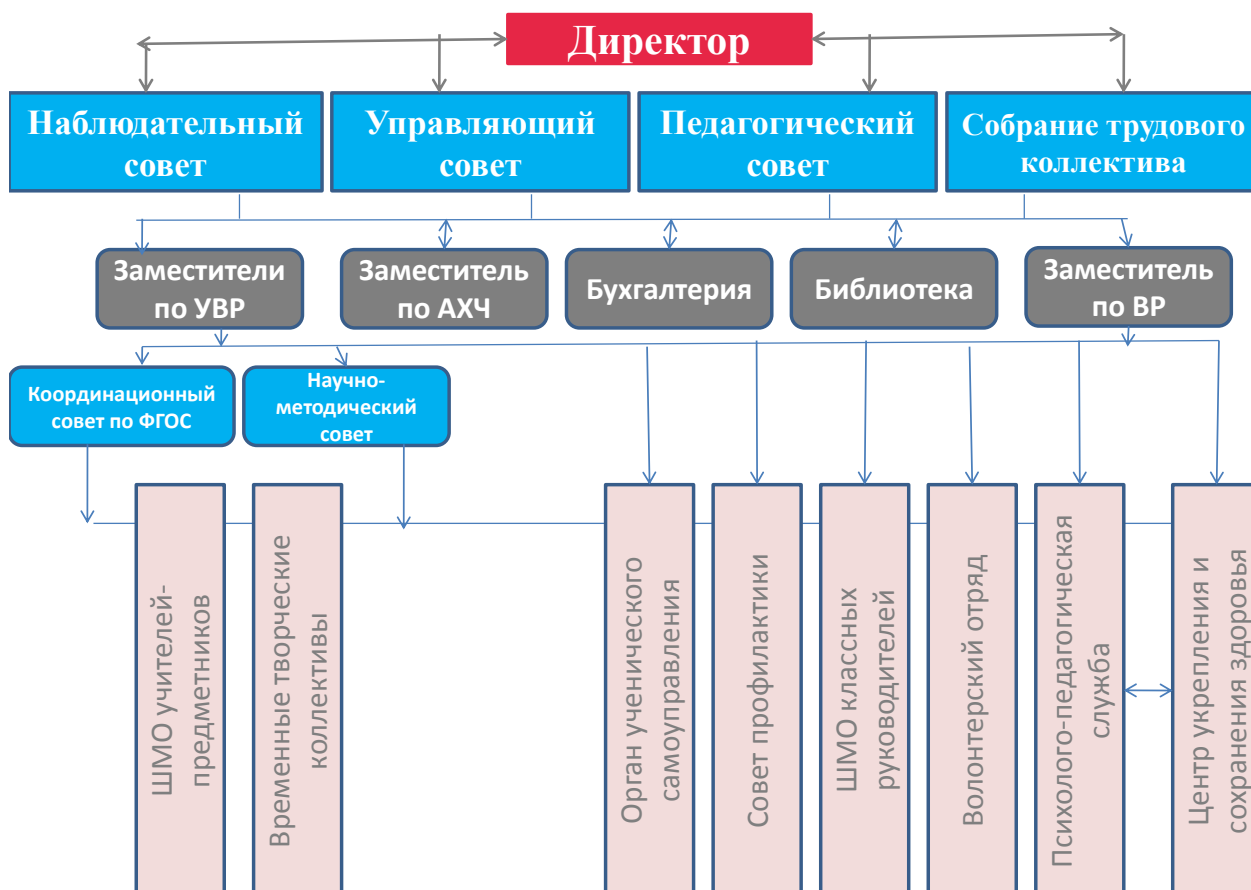 Директор
Наблюдательный
совет
Управляющий
совет
Педагогический
совет
Собрание трудового
коллектива
Заместители
по УВР
Заместитель
по АХЧ
Бухгалтерия
Библиотека
Заместитель
по ВР
Координационный
совет по ФГОС
Научно-
методический
совет
ШМО учителей-
предметников
Временные творческие
коллективы
Орган ученического
самоуправления
Совет профилактики
ШМО классных
руководителей
Волонтерский отряд
Психолого-педагогическая
служба
Центр укрепления и
сохранения здоровья